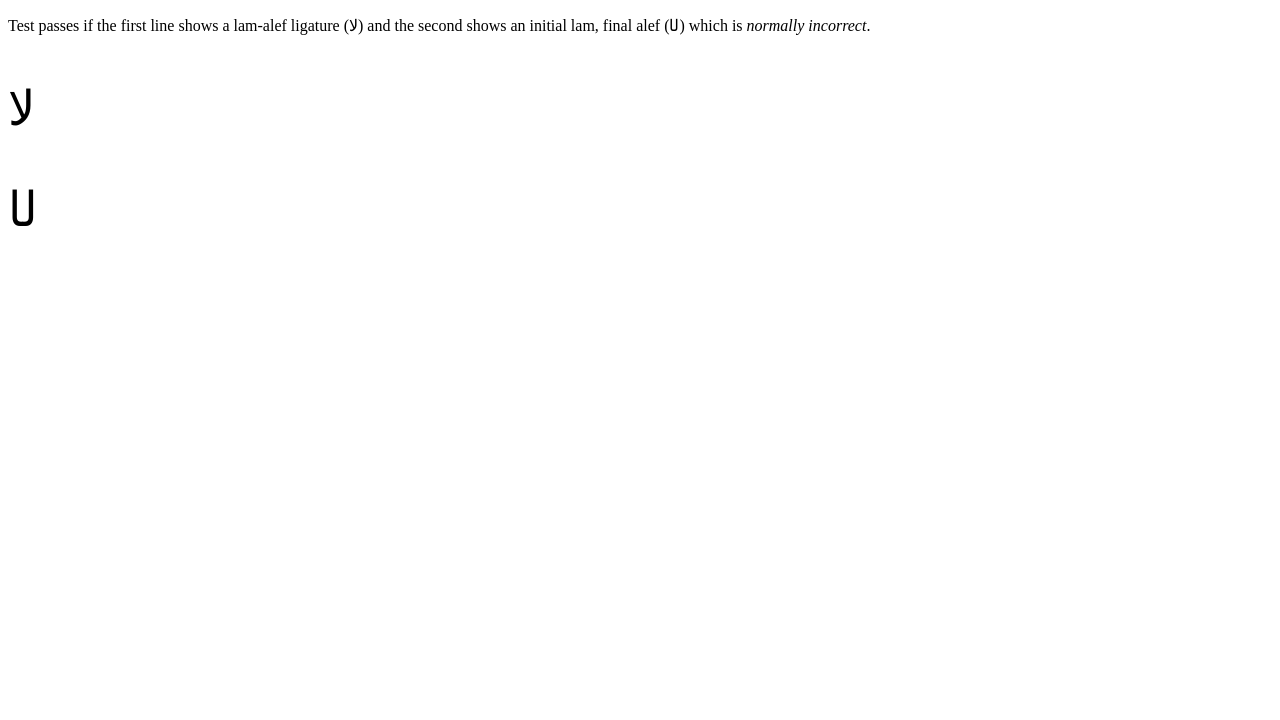 Test passes if the first line shows a lam-alef ligature (ﻻ) and the second shows an initial lam, final alef (ﻟﺎ) which is normally incorrect.
ﻻ
ﻟﺎ